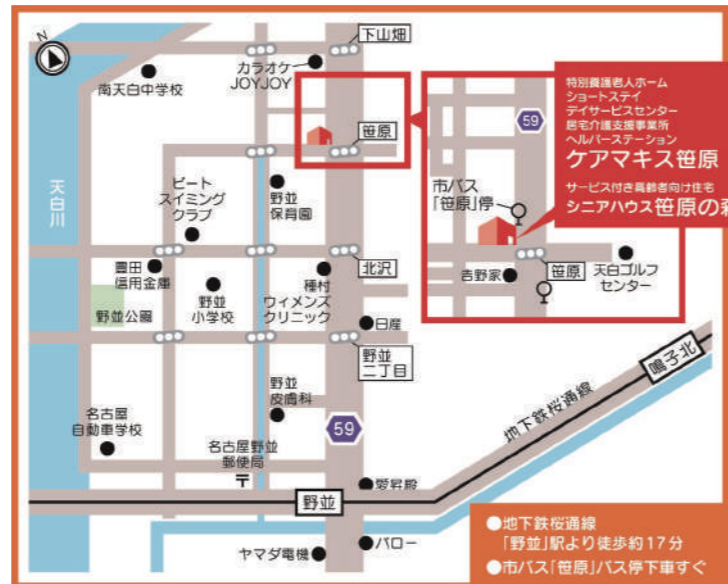 N
下山畑
カラオケ
JOYJOY
南天白中学校
笹原
天白川
ビート
スイミング
クラブ
野並
保育園
北沢
豊田
信用金庫
野並
小学校
種村
ウィメンズ
クリニック
野並公園
日産
野並
二丁目
野並
皮膚科
名古屋
自動車学校
59
名古屋野並
郵便局
〒
愛昇殿
野並
ヤマダ電機
バロー
地下鉄桜通線
鳴子北
特別養護老人ホーム
ショートステイ
デイサービスセンター
居宅介護支援事業所
ヘルパーステーション
ケアマキス笹原
サービス付き高齢者向け住宅
シニアハウス笹原の森
59
市バス
「笹原」停
笹原
吉野家
天白ゴルフ
センター
●地下鉄桜通線
「野並」駅より徒歩約17分
●市バス「笹原」バス停下車すぐ